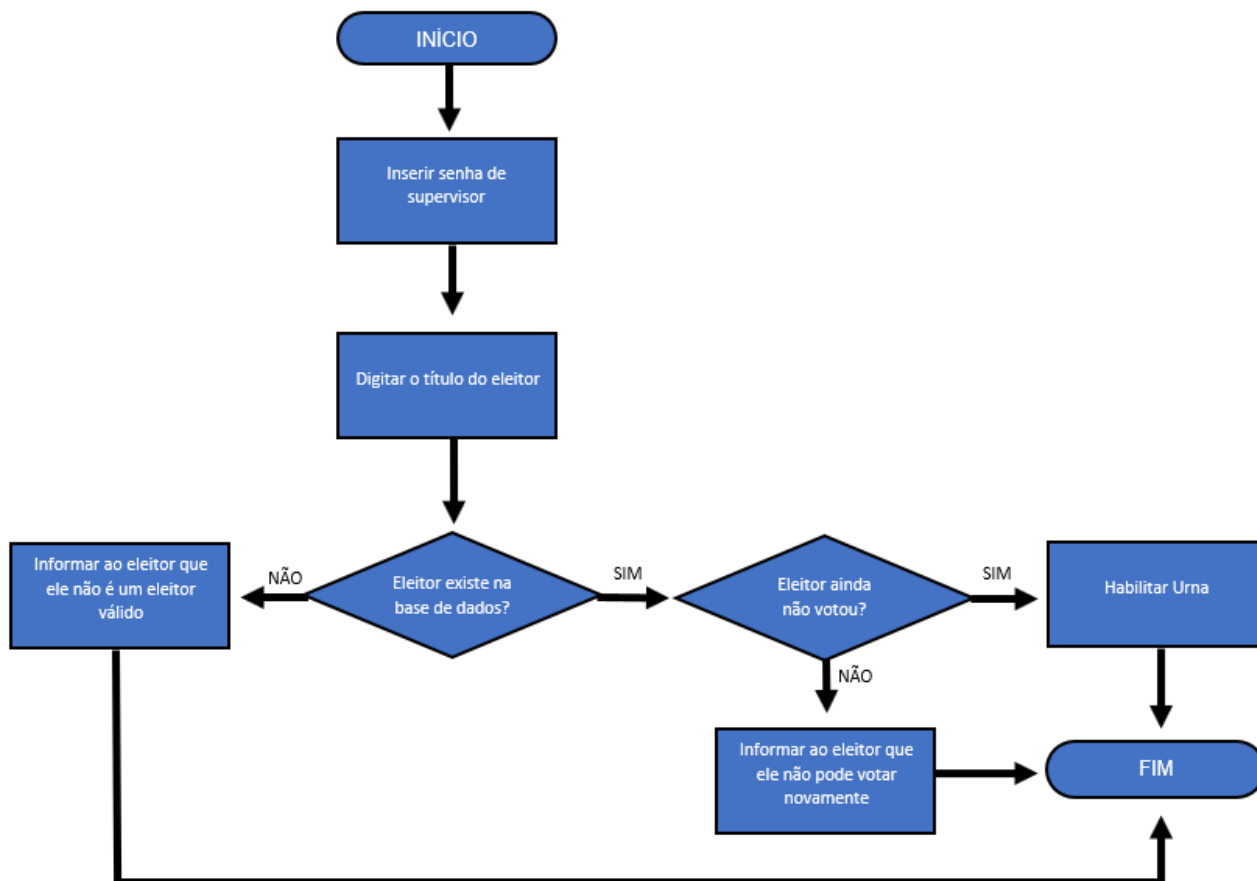 INÍCIO
Inserir senha de
supervisor
Digitar o título do eleitor
Informar ao eleitor que
ele não é um eleitor
válido
NÃO
Eleitor existe na
base de dados?
SIM
Eleitor ainda
não votou?
SIM
Habilitar Urna
NÃO
Informar ao eleitor que
ele não pode votar
novamente
FIM